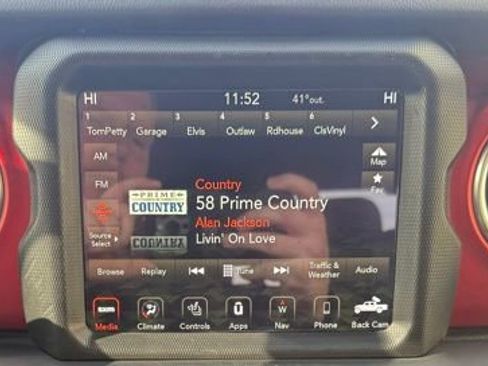 HI 11:52 41°out. HI
1 2 3 4 5 6
TomPetty Garage Elvis Outlaw Rdhouse ClsVinyl
AM
Map
FM
Fav
Country
PRIME
COUNTRY
58 Prime Country
Alan Jackson
Source
Select
Livin' On Love
Browse Replay Tune Traffic &
Weather Audio
Media Climate Controls Apps W Nav Phone Back Cam